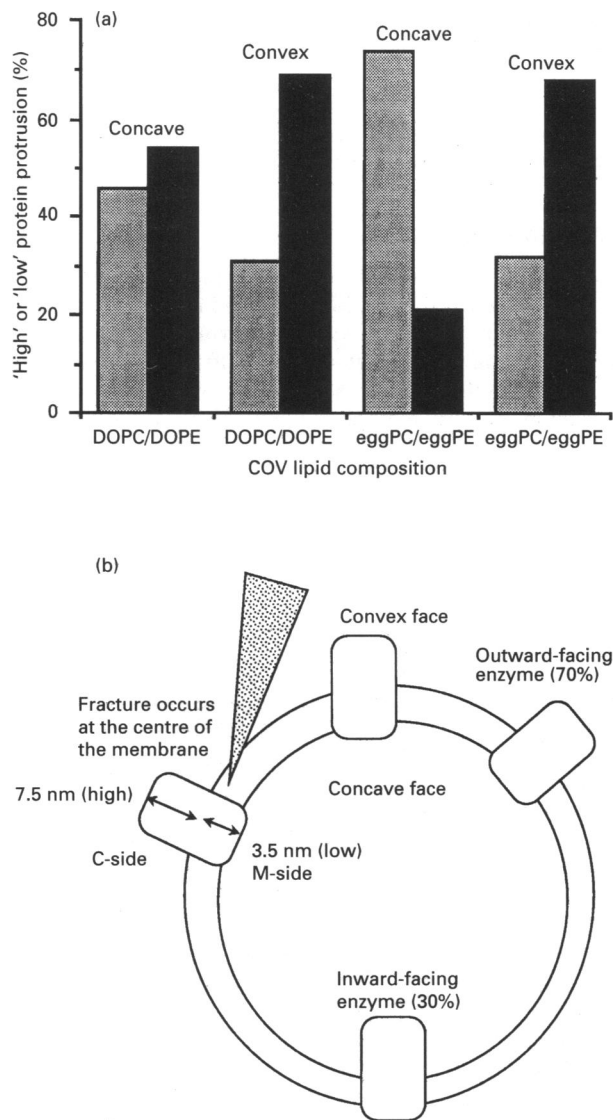 (a)
'High' or 'low' protein protrusion (%)
80
60
40
20
0
Concave
Convex
Concave
Convex
DOPC/DOPE DOPC/DOPE eggPC/eggPE eggPC/eggPE
COV lipid composition
(b)
Convex face
Outward-facing
enzyme (70%)
Fracture occurs
at the centre of
the membrane
Concave face
7.5 nm (high)
3.5 nm (low)
C-side
M-side
Inward-facing
enzyme (30%)